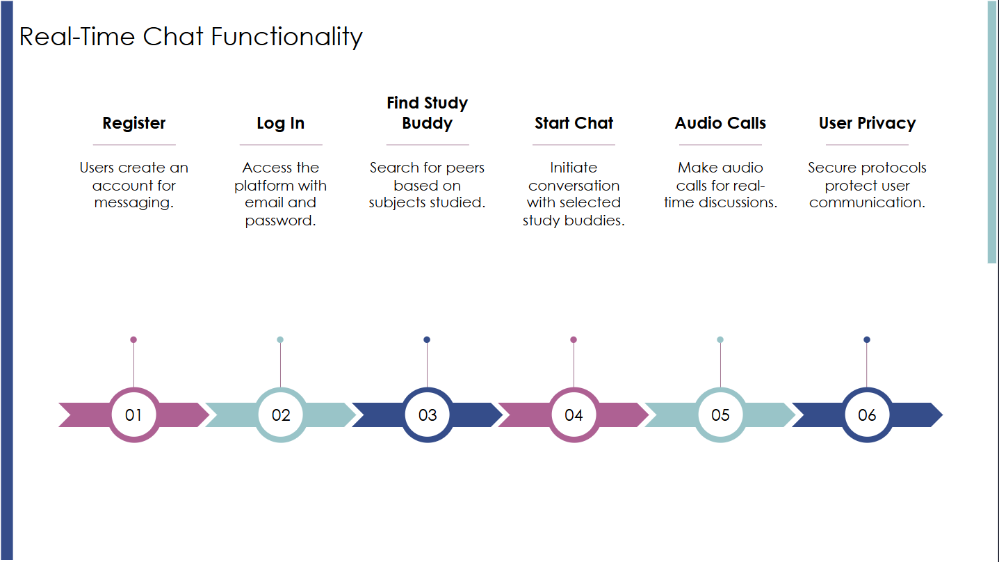 Real-Time Chat Functionality
Register
Users create an
account for
messaging.
Log In
Access the
platform with
email and
password.
Find Study
Buddy
Search for peers
based on
subjects studied.
Start Chat
Initiate
conversation
with selected
study buddies.
Audio Calls
Make audio
calls for real-
time discussions.
User Privacy
Secure protocols
protect user
communication.
01
02
03
04
05
06